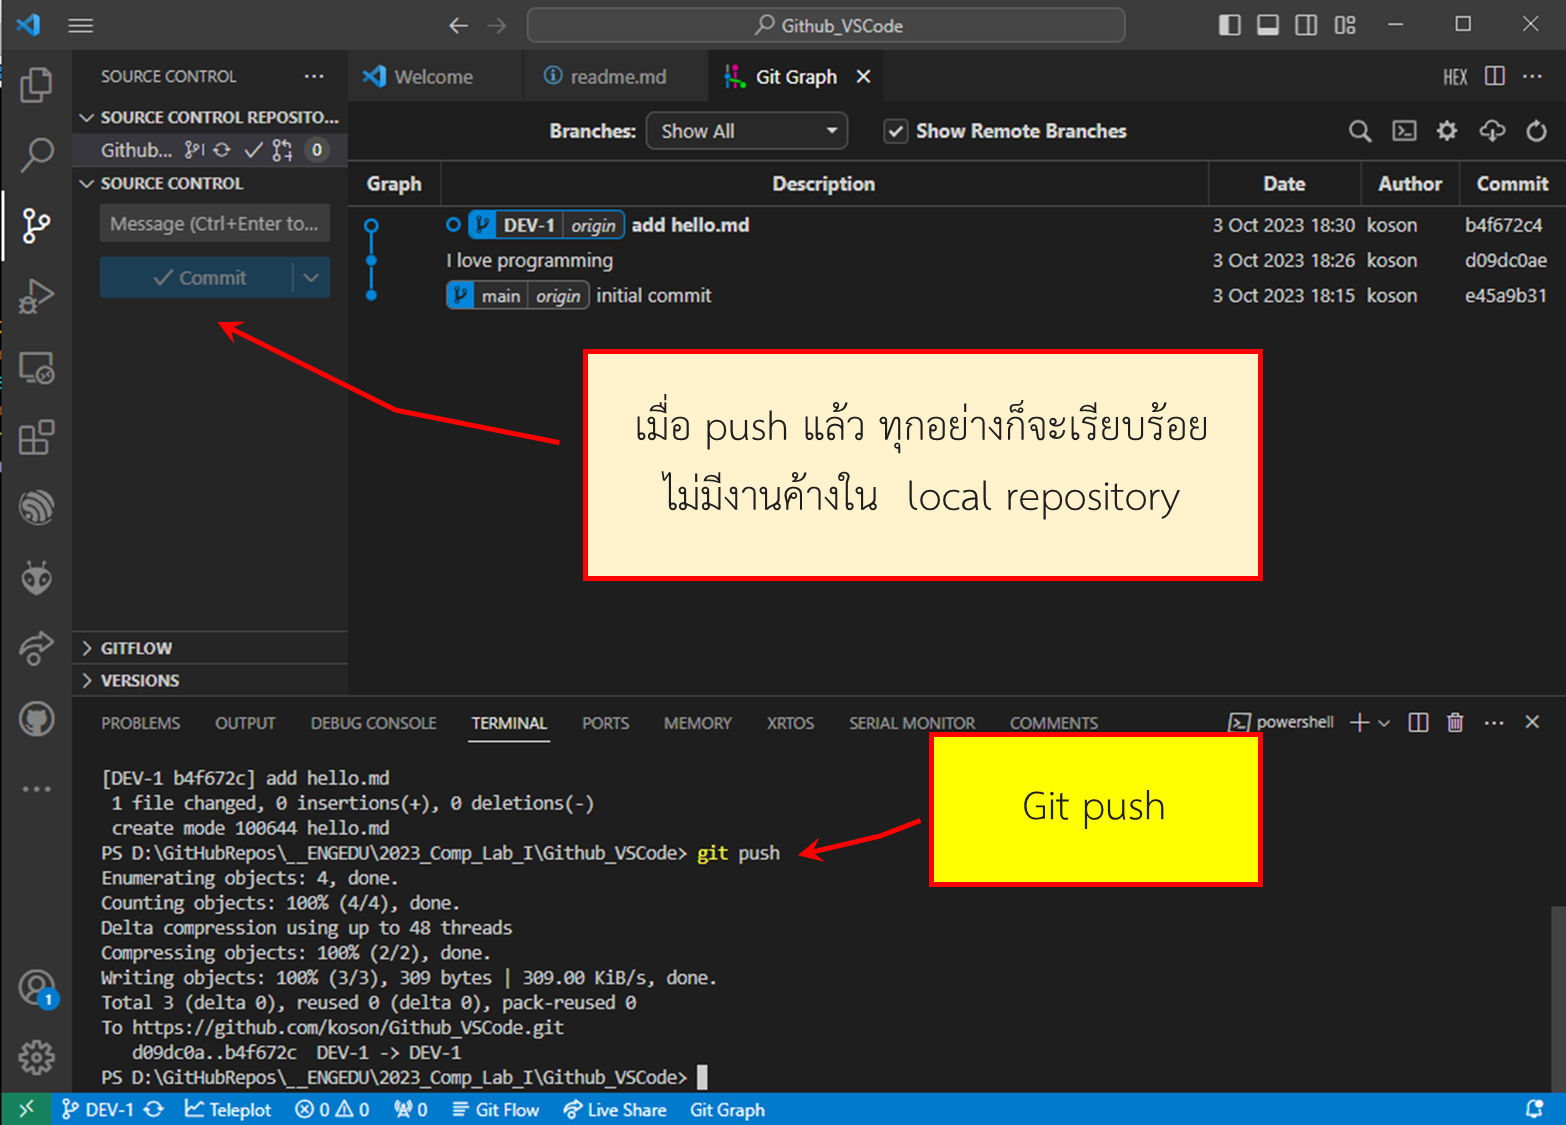 Github_VSCode
SOURCE CONTROL
Welcome
readme.md
Git Graph
HEX
SOURCE CONTROL REPOSITO...
Github...
0
SOURCE CONTROL
Message (Ctrl+Enter to...
Commit
Branches:
Show All
Show Remote Branches
Graph Description Date Author Commit
DEV-1 origin add hello.md 3 Oct 2023 18:30 koson b4f672c4
I love programming 3 Oct 2023 18:26 koson d09dc0ae
main origin initial commit 3 Oct 2023 18:15 koson e45a9b31
เมื่อ push แล้ว ทุกอย่างก็จะเรียบร้อย
ไม่มีงานค้างใน local repository
GITFLOW
VERSIONS
PROBLEMS OUTPUT DEBUG CONSOLE TERMINAL PORTS MEMORY XRTOS SERIAL MONITOR COMMENTS
powershell
Git push
[DEV-1 b4f672c] add hello.md
1 file changed, 0 insertions(+), 0 deletions(-)
create mode 100644 hello.md
PS D:\GitHubRepos\__ENGEDU\2023_Comp_Lab_I\Github_VSCode> git push
Enumerating objects: 4, done.
Counting objects: 100% (4/4), done.
Delta compression using up to 48 threads
Compressing objects: 100% (2/2), done.
Writing objects: 100% (3/3), 309 bytes | 309.00 KiB/s, done.
Total 3 (delta 0), reused 0 (delta 0), pack-reused 0
To https://github.com/koson/Github_VSCode.git
d09dc0a..b4f672c DEV-1 -> DEV-1
PS D:\GitHubRepos\__ENGEDU\2023_Comp_Lab_I\Github_VSCode>
1
DEV-1 Teleplot 0 0 0 Git Flow Live Share Git Graph